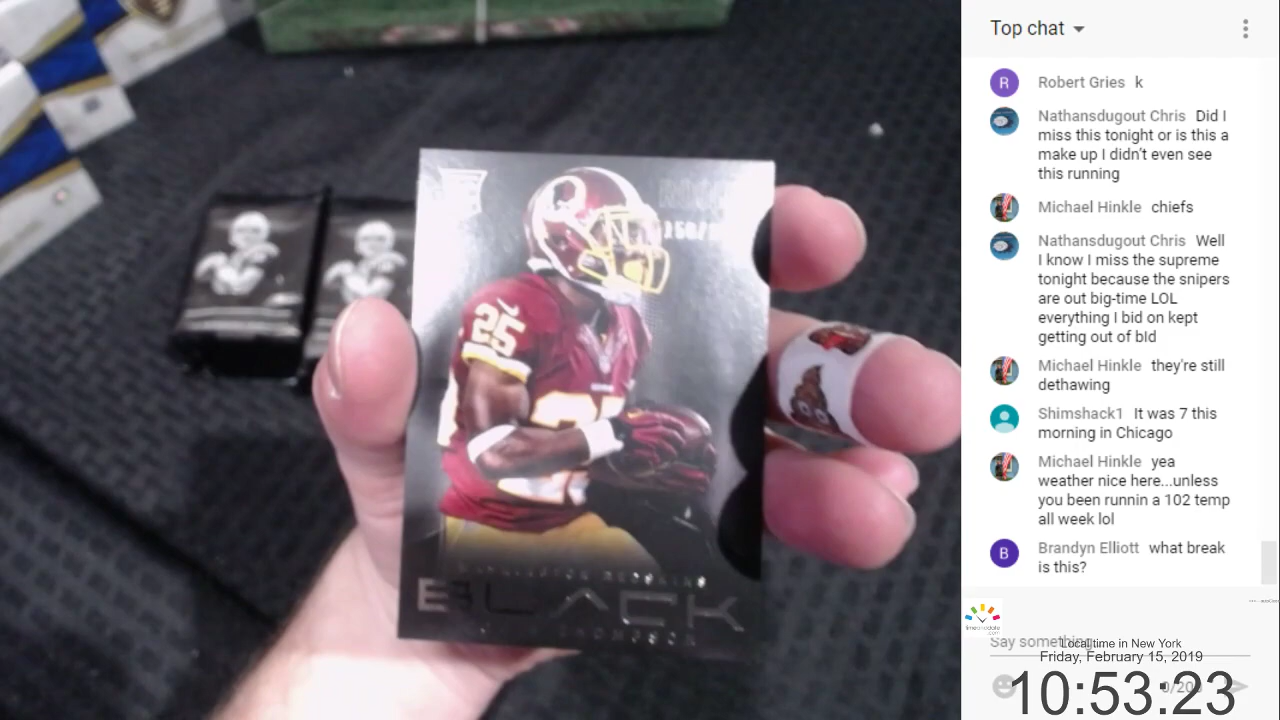 25
25
BLACK
Top chat
R
Robert Gries k
Nathansdugout Chris Did I
miss this tonight or is this a
make up I didn't even see
this running
Michael Hinkle chiefs
Nathansdugout Chris Well
I know I miss the supreme
tonight because the snipers
are out big-time LOL
everything I bid on kept
getting out of bId
Michael Hinkle they're still
dethawing
Shimshack1 It was 7 this
morning in Chicago
Michael Hinkle yea
weather nice here...unless
you been runnin a 102 temp
all week lol
B
Brandyn Elliott what break
is this?
Say something...
Local time in New York
Friday, February 15, 2019
0/200
10:53:23